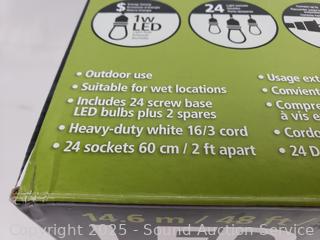 $
1w
LED
24
• Outdoor use
• Suitable for wet locations
• Includes 24 screw base
LED bulbs plus 2 spares
• Heavy-duty white 16/3 cord
• 24 sockets 60 cm / 2 ft apart
• Usage ext
• Convient
• Compre
à vis e
• Cordo
• 24 D
14.6 m / 48 ft /
Copyright 2025 - Sound Auction Service